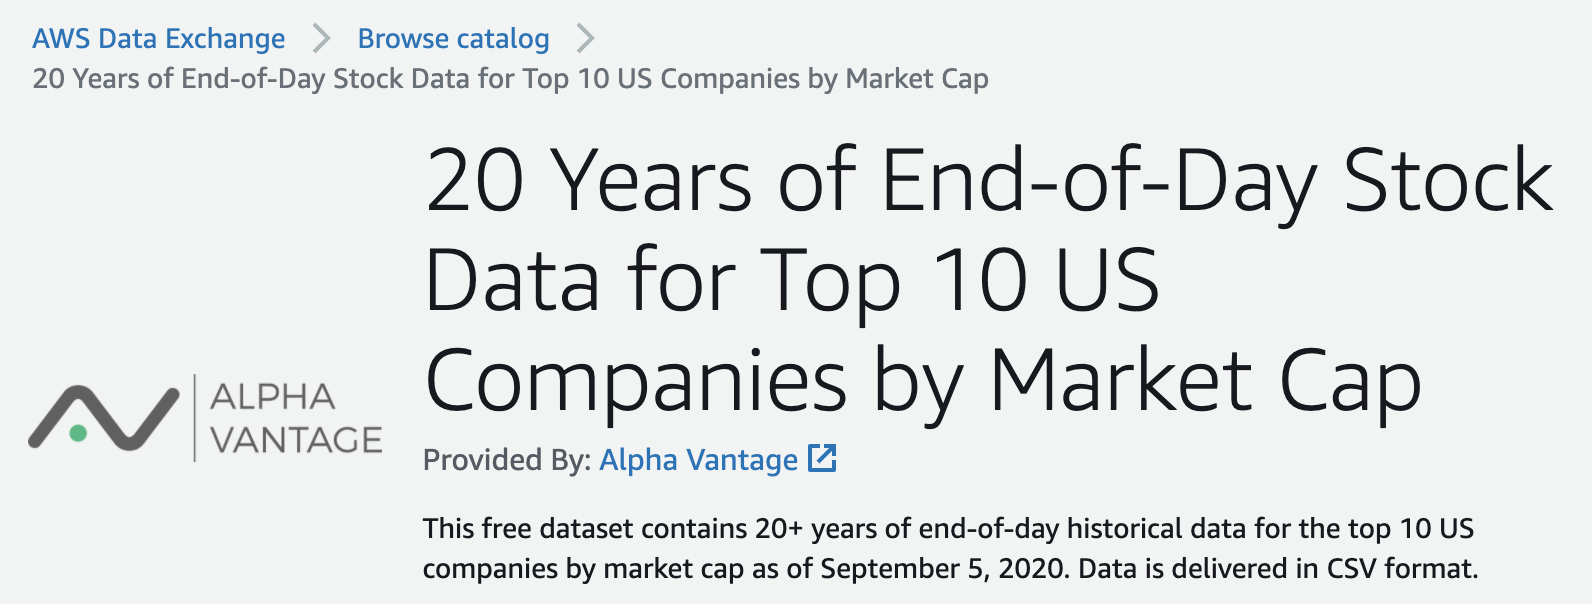 AWS Data Exchange > Browse catalog >
20 Years of End-of-Day Stock Data for Top 10 US Companies by Market Cap
20 Years of End-of-Day Stock
Data for Top 10 US
Companies by Market Cap
ALPHA
VANTAGE
Provided By: Alpha Vantage
This free dataset contains 20+ years of end-of-day historical data for the top 10 US
companies by market cap as of September 5, 2020. Data is delivered in CSV format.